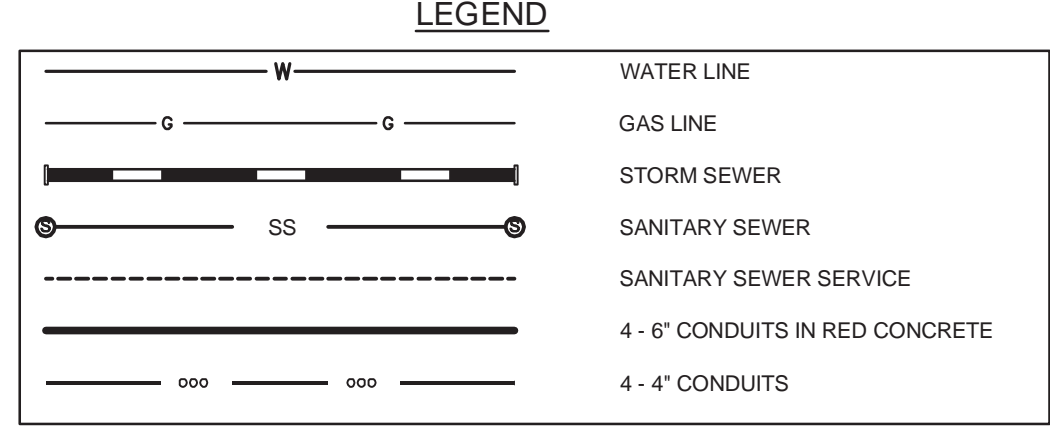 LEGEND
W WATER LINE
G G GAS LINE
STORM SEWER
S SS S SANITARY SEWER
SANITARY SEWER SERVICE
4 - 6" CONDUITS IN RED CONCRETE
ooo ooo 4 - 4" CONDUITS